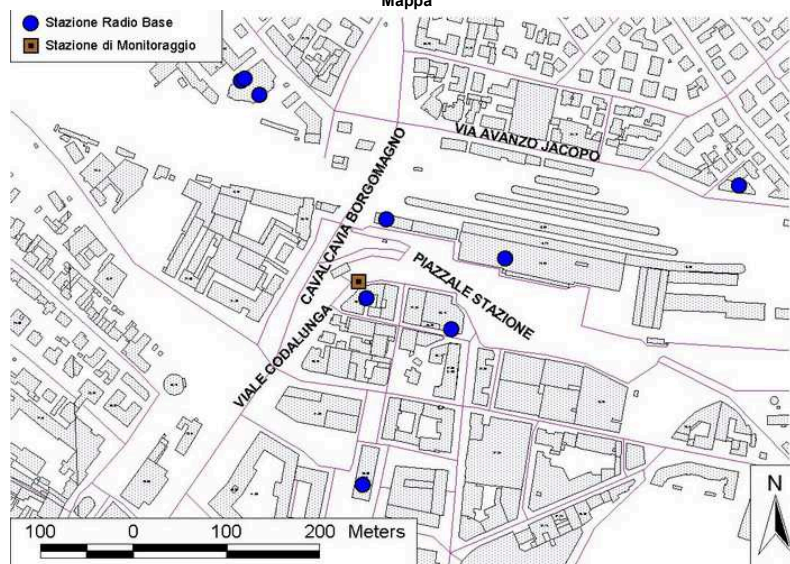 Mappa
Stazione Radio Base
Stazione di Monitoraggio
VIA AVANZO JACOPO
CAVALCAVIA BORGOMAGNO
PIAZZALE STAZIONE
VIALE CODALUNGA
N
100 0 100 200 Meters